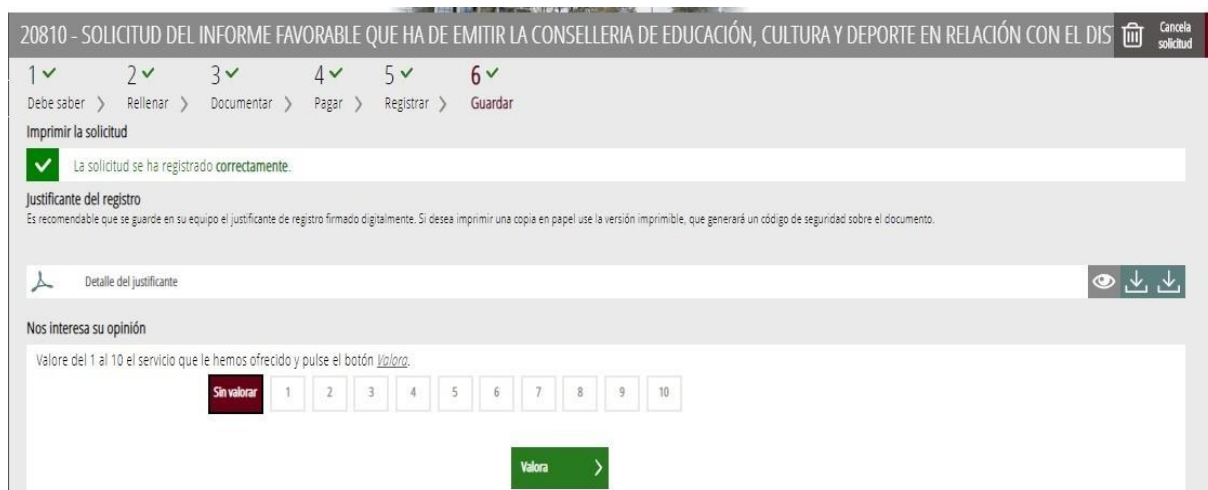 20810 - SOLICITUD DEL INFORME FAVORABLE QUE HA DE EMITIR LA CONSELLERIA DE EDUCACIÓN, CULTURA Y DEPORTE EN RELACIÓN CON EL DIS
Cancela
solicitud
1 2 3 4 5 6
Debe saber > Rellenar > Documentar > Pagar > Registrar > Guardar
Imprimir la solicitud
La solicitud se ha registrado correctamente.
Justificante del registro
Es recomendable que se guarde en su equipo el justificante de registro firmado digitalmente. Si desea imprimir una copia en papel use la versión imprimible, que generará un código de seguridad sobre el documento.
Detalle del justificante
Nos interesa su opinión
Valore del 1 al 10 el servicio que le hemos ofrecido y pulse el botón Valora.
Sin valorar 1 2 3 4 5 6 7 8 9 10
Valora >